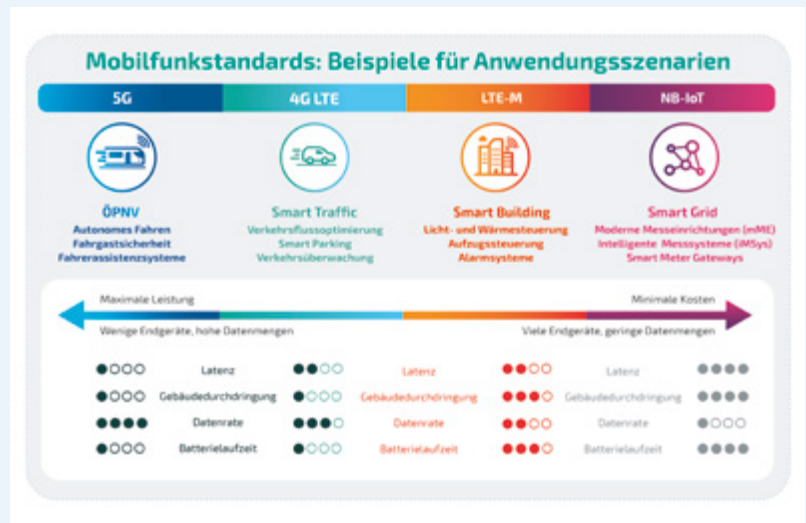 Mobilfunkstandards: Beispiele für Anwendungsszenarien
5G
4G LTE
LTE-M
NB-IoT
ÖPNV
Autonomes Fahren
Fahrgastsicherheit
Fahrerassistenzsysteme
Smart Traffic
Verkehrsflussoptimierung
Smart Parking
Verkehrsüberwachung
Smart Building
Licht- und Wärmesteuerung
Aufzugssteuerung
Alarmsysteme
Smart Grid
Moderne Messeinrichtungen (mME)
Intelligente Messsysteme (iMSys)
Smart Meter Gateways
Maximale Leistung
Minimale Kosten
Wenige Endgeräte, hohe Datenmengen
Viele Endgeräte, geringe Datenmengen
Latenz
Latenz
Latenz
Gebäudedurchdringung
Gebäudedurchdringung
Gebäudedurchdringung
Datenrate
Datenrate
Datenrate
Batterielaufzeit
Batterielaufzeit
Batterielaufzeit